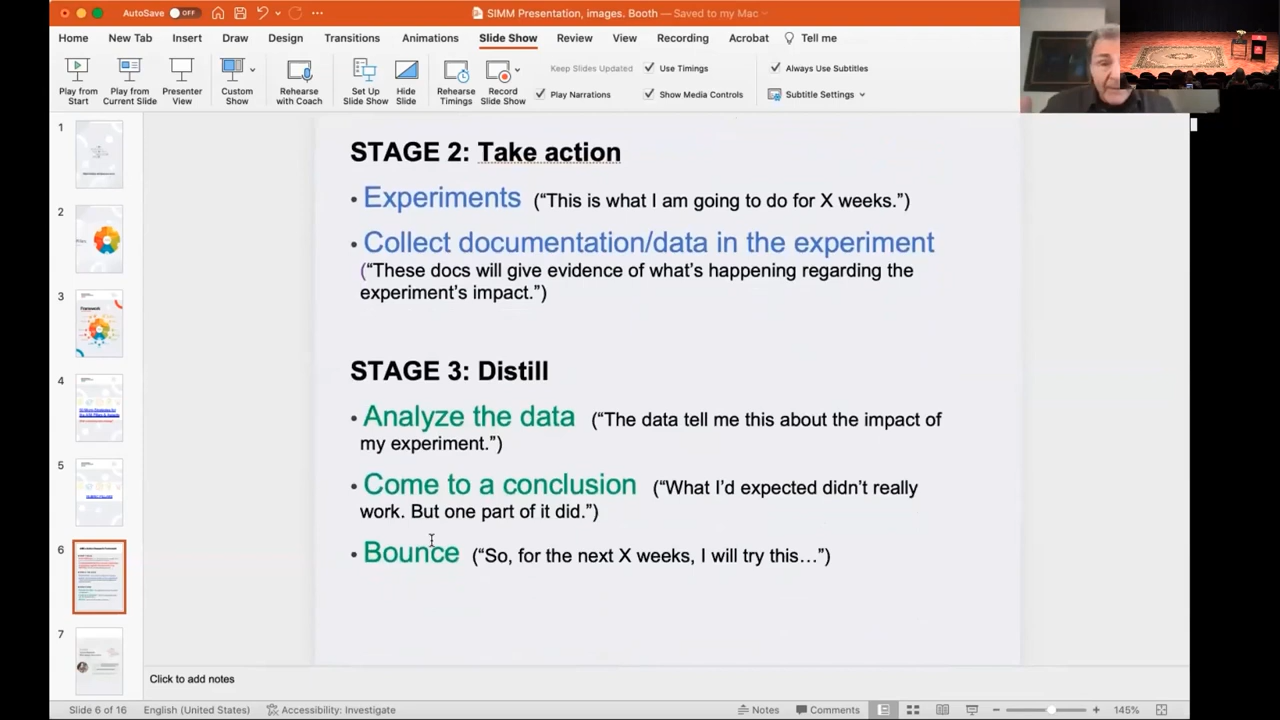 AutoSave OFF
SIMM Presentation, images. Booth — Saved to my Mac
Home New Tab Insert Draw Design Transitions Animations Slide Show Review View Recording Acrobat Tell me
Play from Start
Play from Current Slide
Presenter View
Custom Show
Rehearse with Coach
Set Up Slide Show
Hide Slide
Rehearse Timings
Record Slide Show
Keep Slides Updated
Use Timings
Always Use Subtitles
Play Narrations
Show Media Controls
Subtitle Settings
1
2
3
4
5
6
7
STAGE 2: Take action
• Experiments (“This is what I am going to do for X weeks.”)
• Collect documentation/data in the experiment
(“These docs will give evidence of what’s happening regarding the
experiment’s impact.”)
STAGE 3: Distill
• Analyze the data (“The data tell me this about the impact of
my experiment.”)
• Come to a conclusion (“What I’d expected didn’t really
work. But one part of it did.”)
• Bounce (“So, for the next X weeks, I will try this…”)
Click to add notes
Slide 6 of 16 English (United States) Accessibility: Investigate Notes Comments 145%